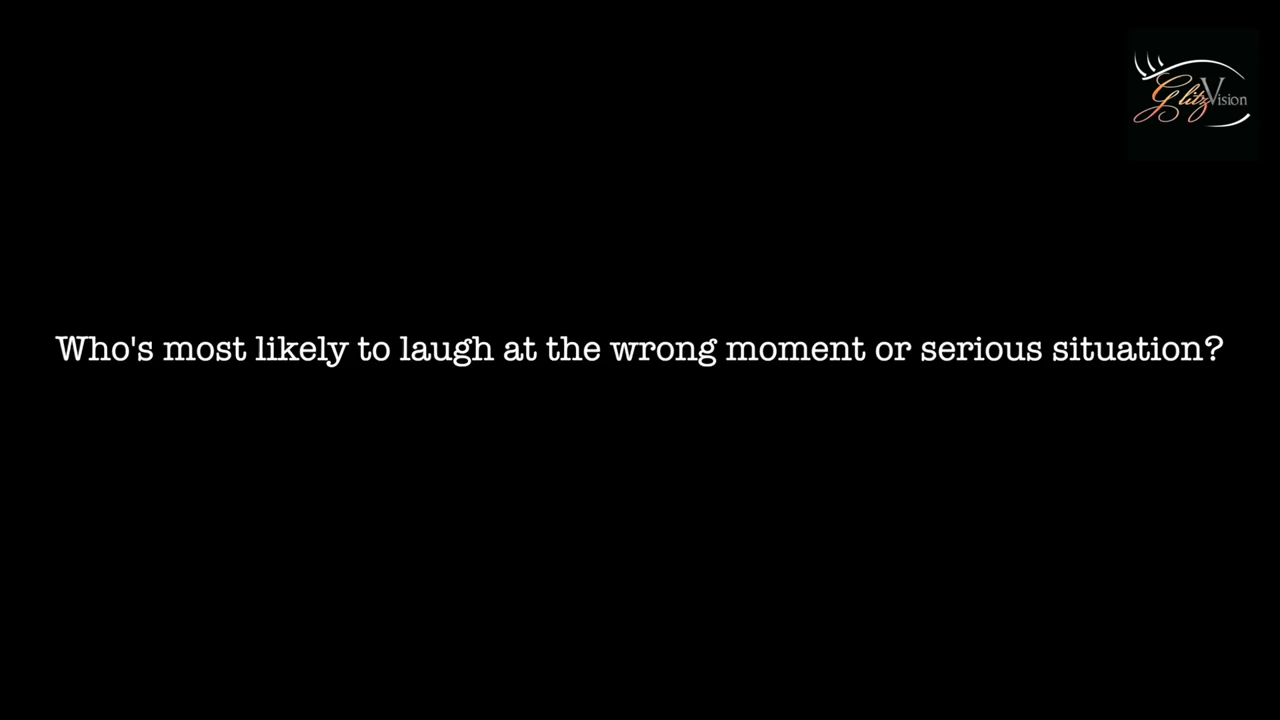 GlitzVision
Who's most likely to laugh at the wrong moment or serious situation?